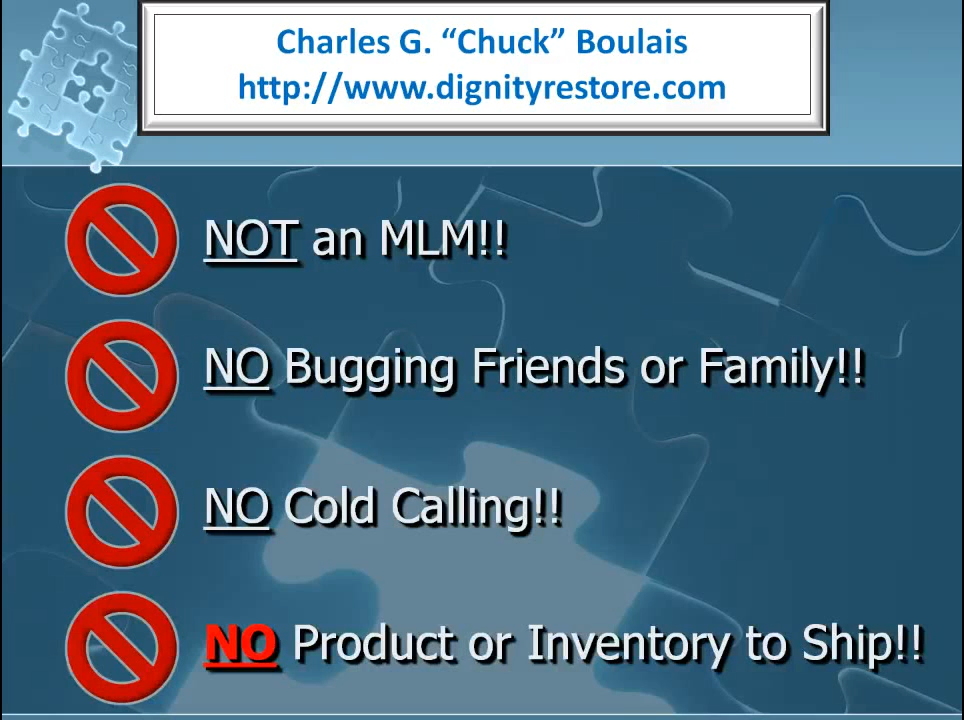 Charles G. “Chuck” Boulais
http://www.dignityrestore.com
NOT an MLM!!
NO Bugging Friends or Family!!
NO Cold Calling!!
NO Product or Inventory to Ship!!